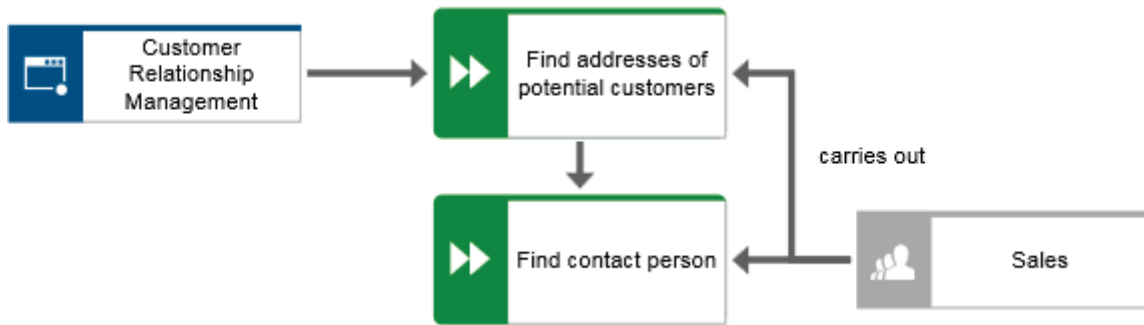 Customer
Relationship
Management
Find addresses of
potential customers
carries out
Find contact person
Sales